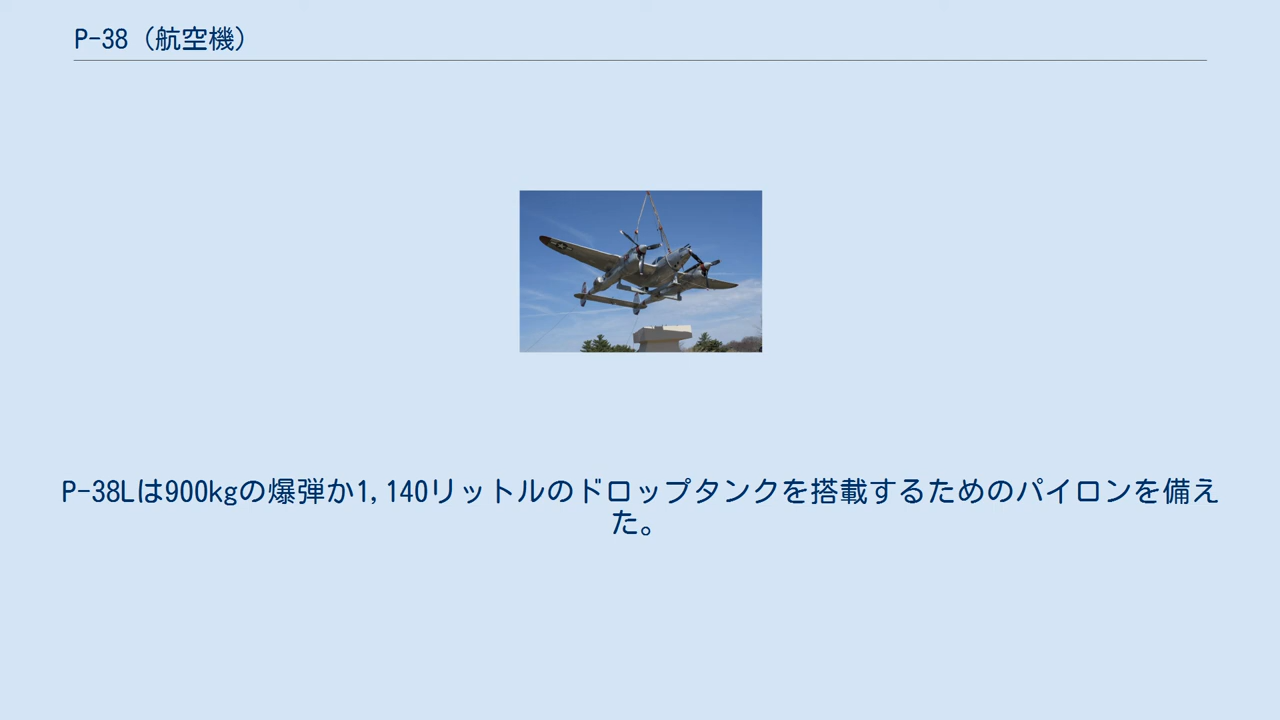 P-38（航空機）
P-38Lは900kgの爆弾か1,140リットルのドロップタンクを搭載するためのパイロンを備え
た。